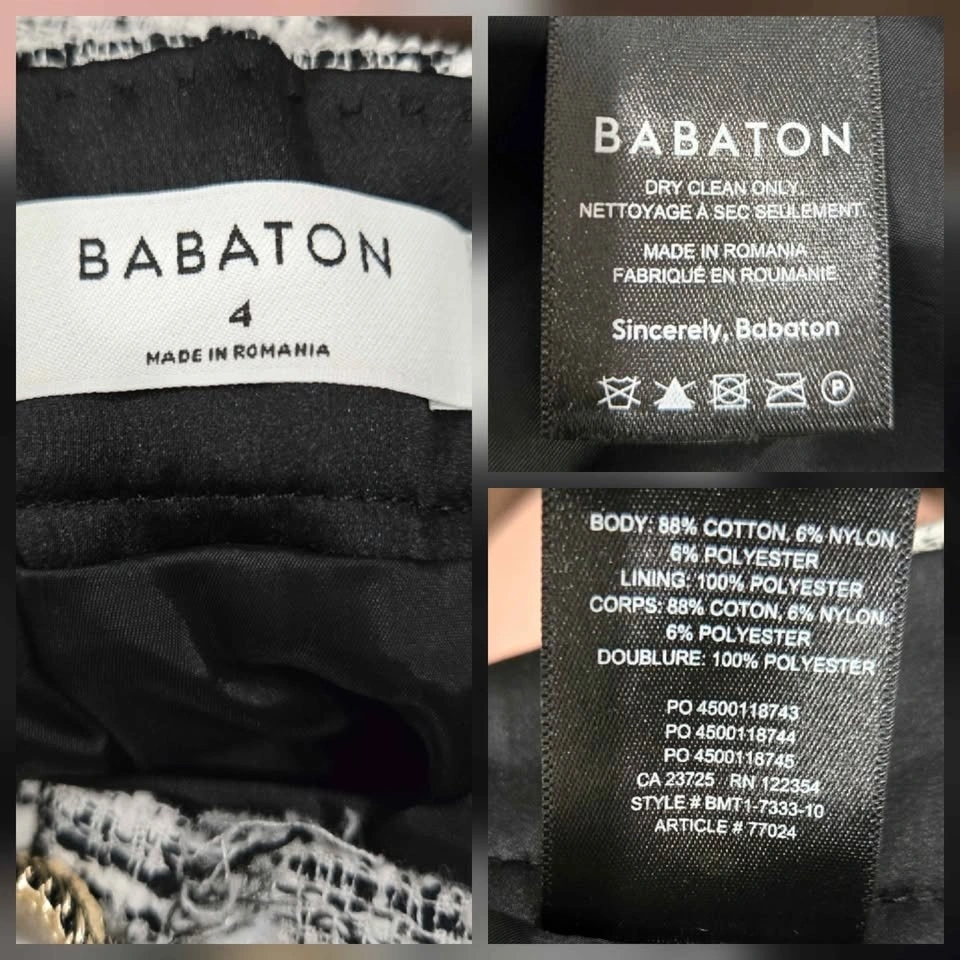 BABATON
4
MADE IN ROMANIA
BABATON
DRY CLEAN ONLY.
NETTOYAGE À SEC SEULEMENT.
MADE IN ROMANIA
FABRIQUÉ EN ROUMANIE
Sincerely, Babaton
P
BODY: 88% COTTON, 6% NYLON,
6% POLYESTER
LINING: 100% POLYESTER
CORPS: 88% COTON, 6% NYLON,
6% POLYESTER
DOUBLURE: 100% POLYESTER
PO 4500118743
PO 4500118744
PO 4500118745
CA 23725 RN 122354
STYLE # BMT1-7333-10
ARTICLE # 77024